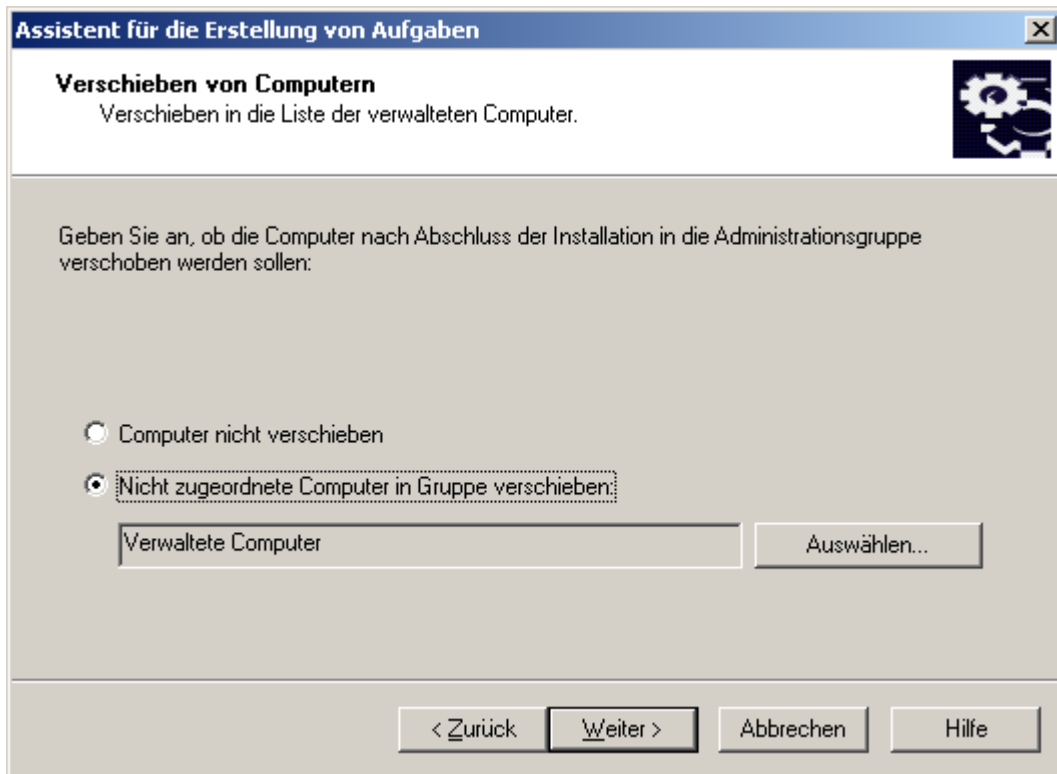 Assistent für die Erstellung von Aufgaben
Verschieben von Computern
Verschieben in die Liste der verwalteten Computer.
Geben Sie an, ob die Computer nach Abschluss der Installation in die Administrationsgruppe
verschoben werden sollen:
Computer nicht verschieben
Nicht zugeordnete Computer in Gruppe verschieben:
Verwaltete Computer
Auswählen...
< Zurück
Weiter >
Abbrechen
Hilfe